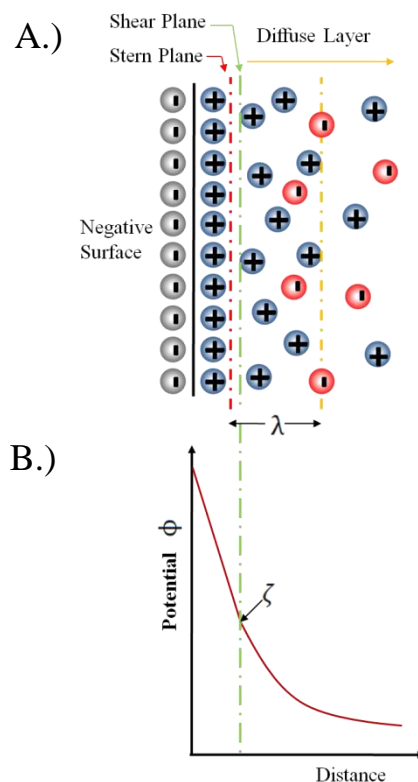 A.)
Shear Plane
Stern Plane
Diffuse Layer
Negative
Surface
λ
B.)
Potential ϕ
ζ
Distance